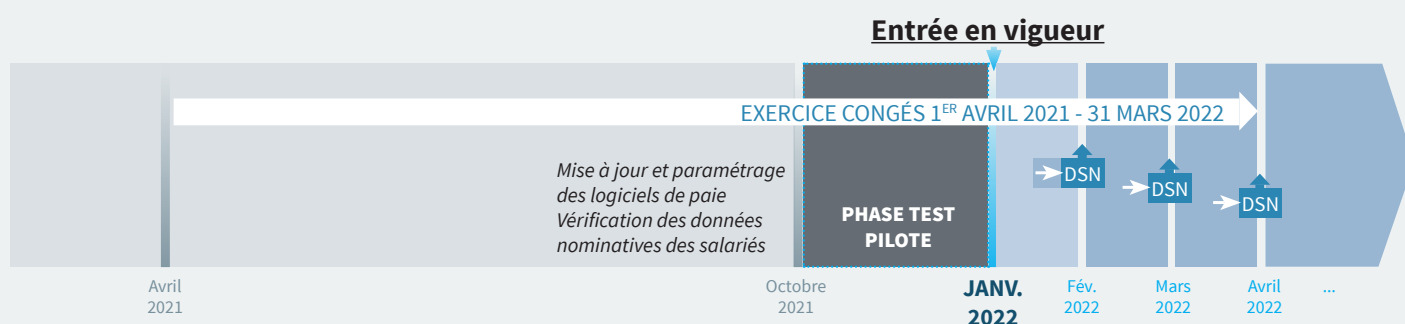 Entrée en vigueur
EXERCICE CONGÉS 1ER AVRIL 2021 - 31 MARS 2022
Mise à jour et paramétrage
des logiciels de paie
Vérification des données
nominatives des salariés
PHASE TEST
PILOTE
DSN
DSN
DSN
Avril
2021
Octobre
2021
JANV.
2022
Fév.
2022
Mars
2022
Avril
2022
...